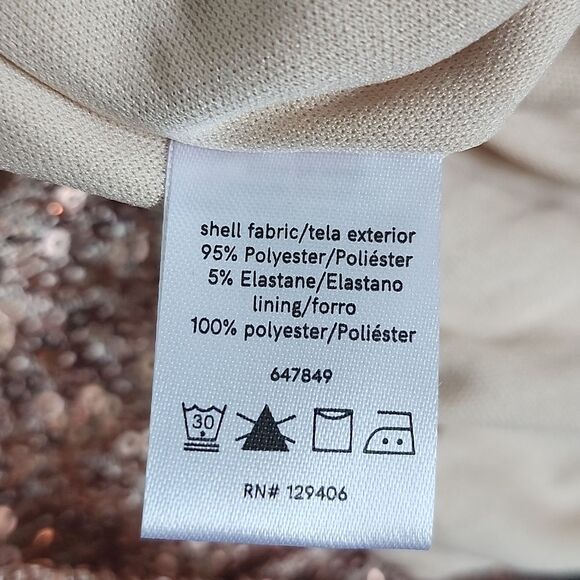 shell fabric/tela exterior
95% Polyester/Poliéster
5% Elastane/Elastano
lining/forro
100% polyester/Poliéster
647849
30
RN# 129406